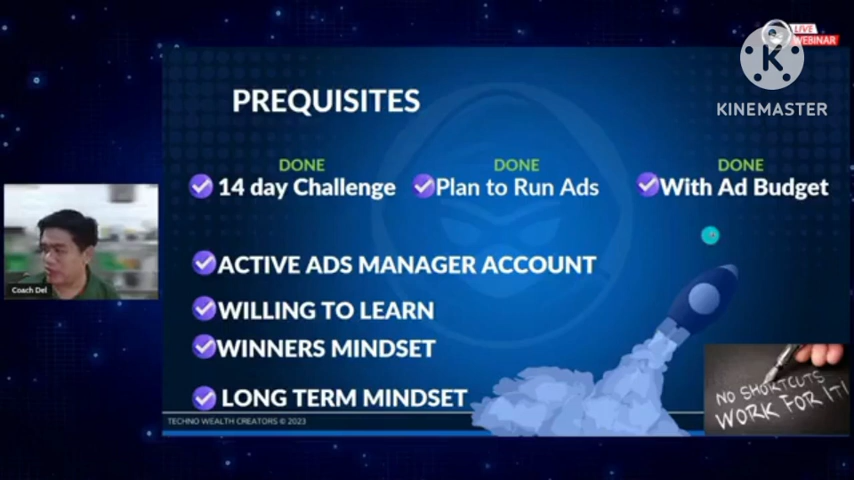 LIVE
WEBINAR
KINEMASTER
PREQUISITES
DONE DONE DONE
14 day Challenge Plan to Run Ads With Ad Budget
ACTIVE ADS MANAGER ACCOUNT
WILLING TO LEARN
WINNERS MINDSET
LONG TERM MINDSET
Coach Del
NO SHORTCUTS
WORK FOR IT!
TECHNO WEALTH CREATORS © 2023